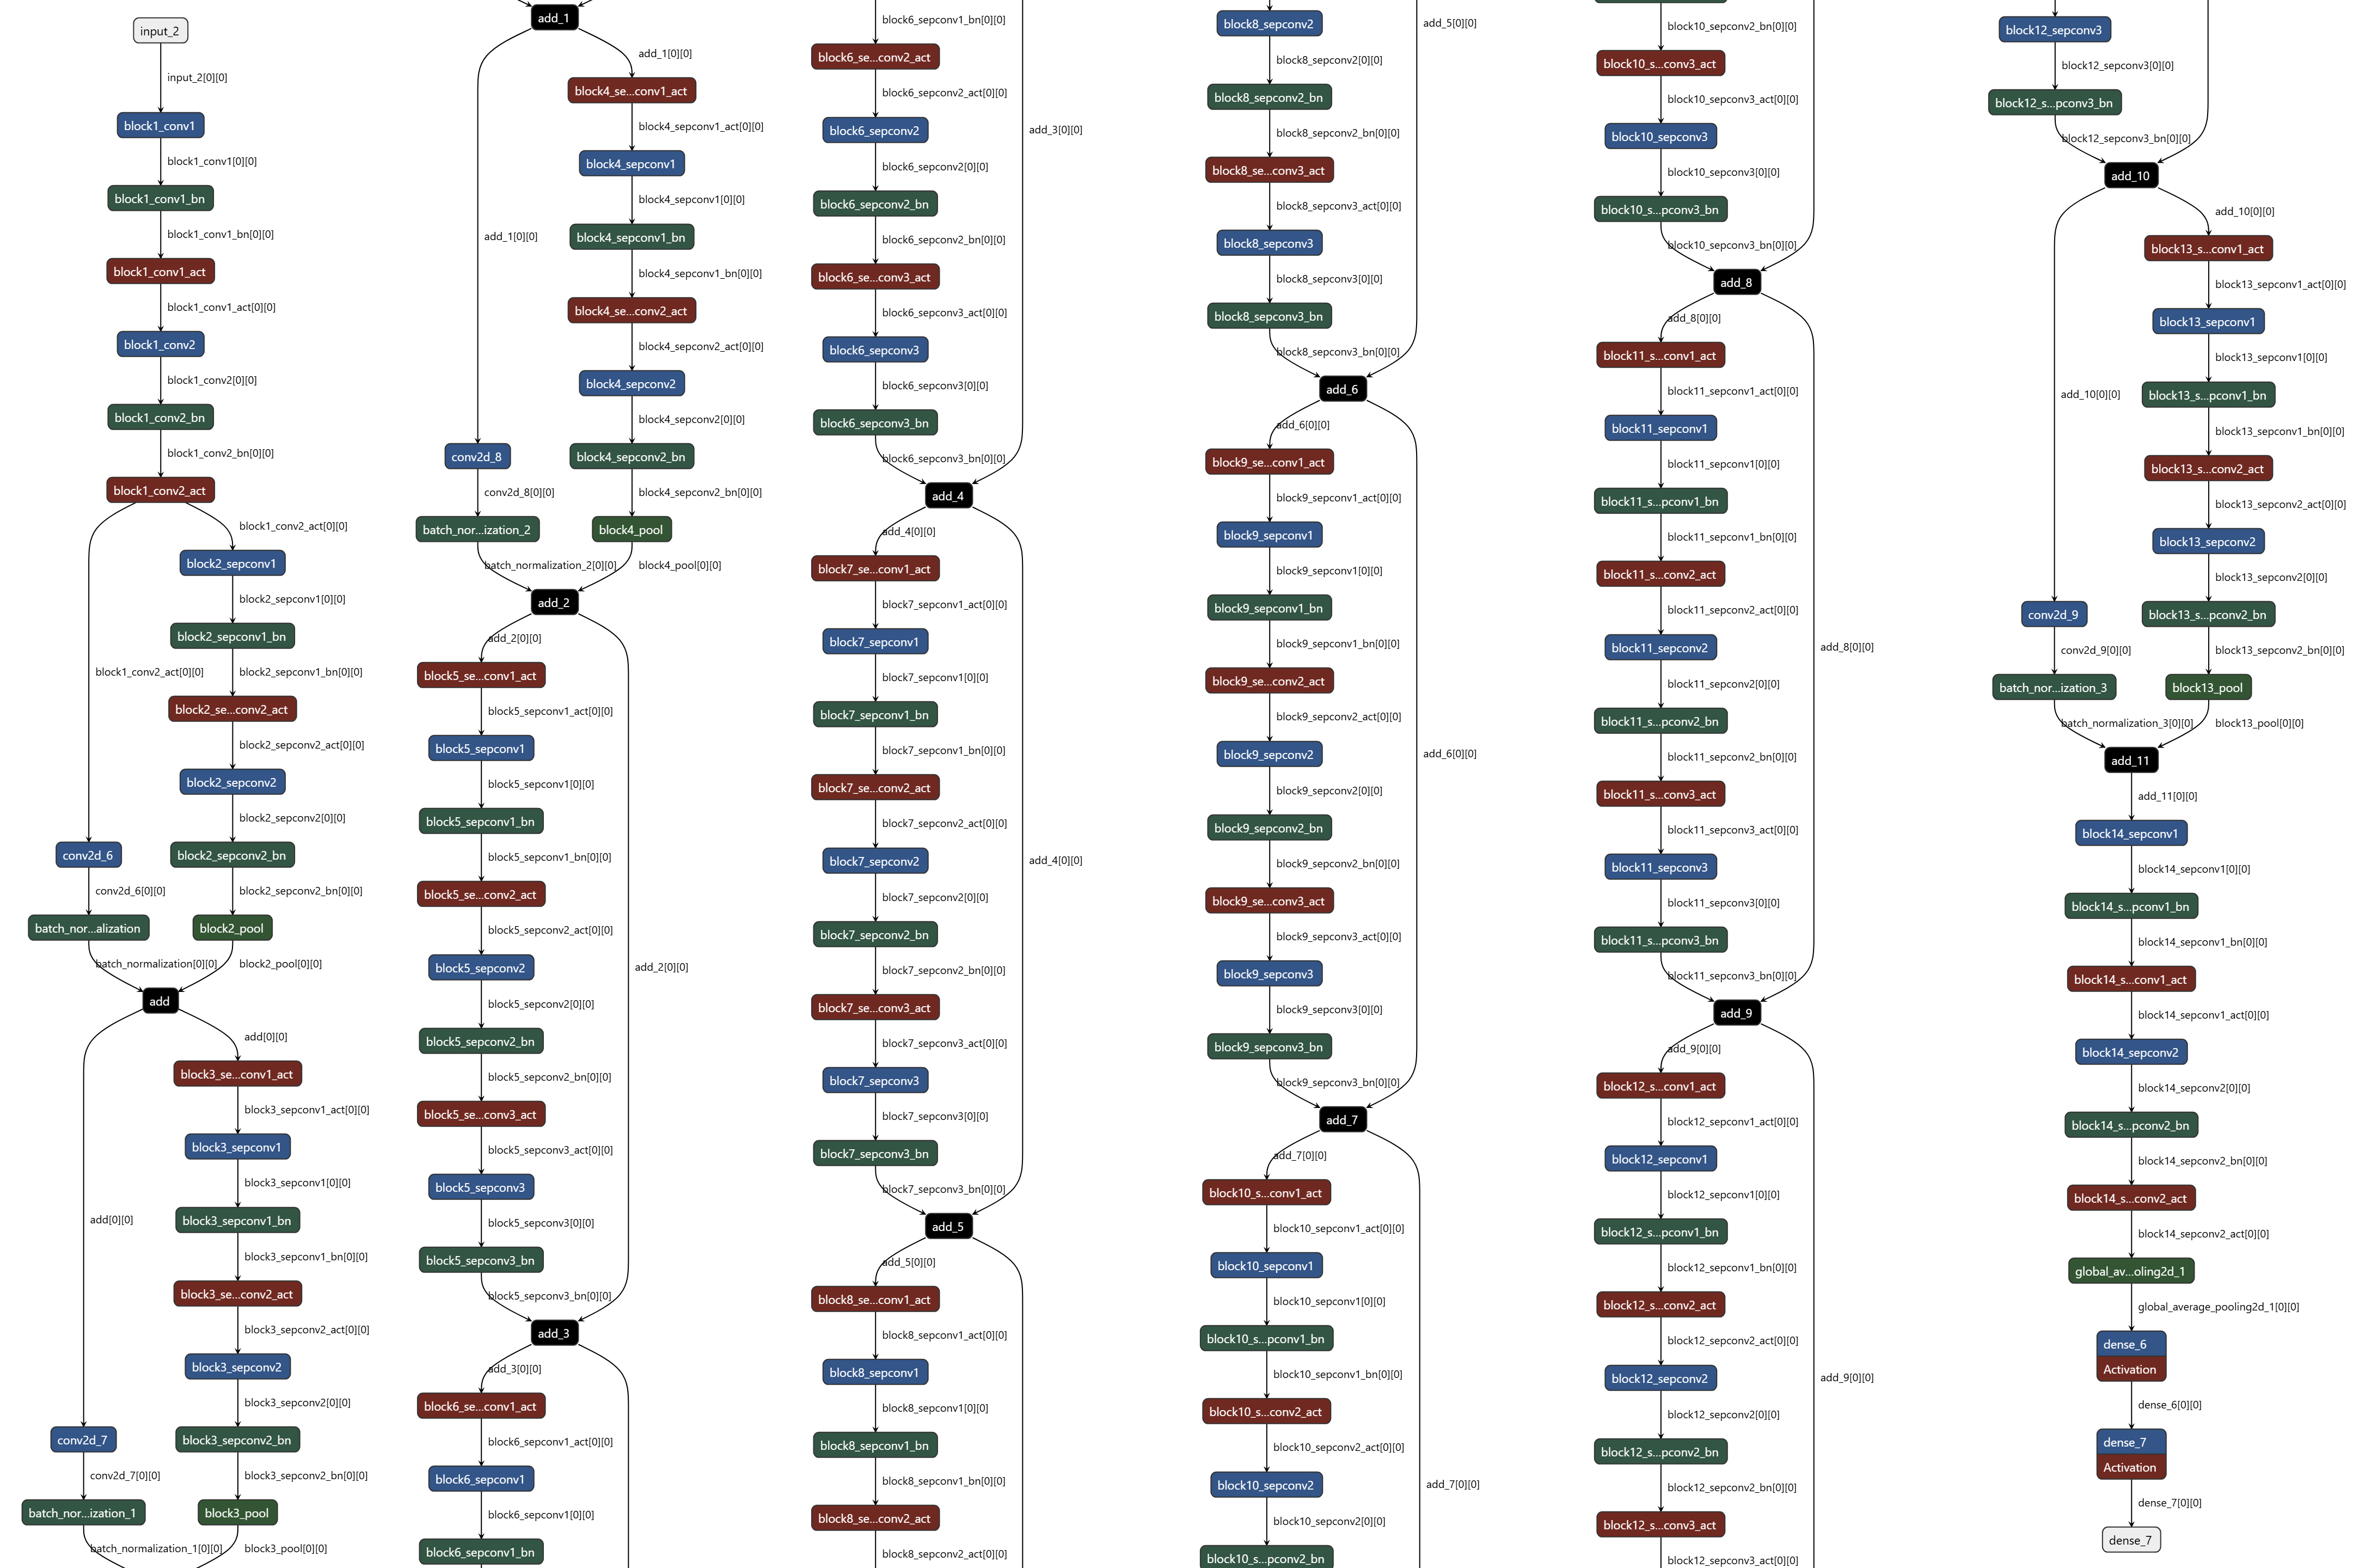 input_2
input_2[0][0]
block1_conv1
block1_conv1[0][0]
block1_conv1_bn
block1_conv1_bn[0][0]
block1_conv1_act
block1_conv1_act[0][0]
block1_conv2
block1_conv2[0][0]
block1_conv2_bn
block1_conv2_bn[0][0]
block1_conv2_act
block1_conv2_act[0][0]
block2_sepconv1
block2_sepconv1[0][0]
block2_sepconv1_bn
block1_conv2_act[0][0]
block2_sepconv1_bn[0][0]
block2_se...conv2_act
block2_sepconv2_act[0][0]
block2_sepconv2
block2_sepconv2[0][0]
conv2d_6
block2_sepconv2_bn
conv2d_6[0][0]
block2_sepconv2_bn[0][0]
batch_nor...alization
block2_pool
batch_normalization[0][0]
block2_pool[0][0]
add
add[0][0]
block3_se...conv1_act
block3_sepconv1_act[0][0]
block3_sepconv1
block3_sepconv1[0][0]
add[0][0]
block3_sepconv1_bn
block3_sepconv1_bn[0][0]
block3_se...conv2_act
block3_sepconv2_act[0][0]
block3_sepconv2
block3_sepconv2[0][0]
conv2d_7
block3_sepconv2_bn
conv2d_7[0][0]
block3_sepconv2_bn[0][0]
batch_nor...ization_1
block3_pool
batch_normalization_1[0][0]
block3_pool[0][0]
add_1
add_1[0][0]
block4_se...conv1_act
block4_sepconv1_act[0][0]
block4_sepconv1
block4_sepconv1[0][0]
add_1[0][0]
block4_sepconv1_bn
block4_sepconv1_bn[0][0]
block4_se...conv2_act
block4_sepconv2_act[0][0]
block4_sepconv2
block4_sepconv2[0][0]
conv2d_8
block4_sepconv2_bn
conv2d_8[0][0]
block4_sepconv2_bn[0][0]
batch_nor...ization_2
block4_pool
batch_normalization_2[0][0]
block4_pool[0][0]
add_2
add_2[0][0]
block5_se...conv1_act
block5_sepconv1_act[0][0]
block5_sepconv1
block5_sepconv1[0][0]
block5_sepconv1_bn
block5_sepconv1_bn[0][0]
block5_se...conv2_act
block5_sepconv2_act[0][0]
block5_sepconv2
add_2[0][0]
block5_sepconv2[0][0]
block5_sepconv2_bn
block5_sepconv2_bn[0][0]
block5_se...conv3_act
block5_sepconv3_act[0][0]
block5_sepconv3
block5_sepconv3[0][0]
block5_sepconv3_bn
block5_sepconv3_bn[0][0]
add_3
add_3[0][0]
block6_se...conv1_act
block6_sepconv1_act[0][0]
block6_sepconv1
block6_sepconv1[0][0]
block6_sepconv1_bn
block6_sepconv1_bn[0][0]
block6_se...conv2_act
block6_sepconv2_act[0][0]
block6_sepconv2
add_3[0][0]
block6_sepconv2[0][0]
block6_sepconv2_bn
block6_sepconv2_bn[0][0]
block6_se...conv3_act
block6_sepconv3_act[0][0]
block6_sepconv3
block6_sepconv3[0][0]
block6_sepconv3_bn
block6_sepconv3_bn[0][0]
add_4
add_4[0][0]
block7_se...conv1_act
block7_sepconv1_act[0][0]
block7_sepconv1
block7_sepconv1[0][0]
block7_sepconv1_bn
block7_sepconv1_bn[0][0]
block7_se...conv2_act
block7_sepconv2_act[0][0]
block7_sepconv2
add_4[0][0]
block7_sepconv2[0][0]
block7_sepconv2_bn
block7_sepconv2_bn[0][0]
block7_se...conv3_act
block7_sepconv3_act[0][0]
block7_sepconv3
block7_sepconv3[0][0]
block7_sepconv3_bn
block7_sepconv3_bn[0][0]
add_5
add_5[0][0]
block8_se...conv1_act
block8_sepconv1_act[0][0]
block8_sepconv1
block8_sepconv1[0][0]
block8_sepconv1_bn
block8_sepconv1_bn[0][0]
block8_se...conv2_act
block8_sepconv2_act[0][0]
block8_sepconv2
add_5[0][0]
block8_sepconv2[0][0]
block8_sepconv2_bn
block8_sepconv2_bn[0][0]
block8_se...conv3_act
block8_sepconv3_act[0][0]
block8_sepconv3
block8_sepconv3[0][0]
block8_sepconv3_bn
block8_sepconv3_bn[0][0]
add_6
add_6[0][0]
block9_se...conv1_act
block9_sepconv1_act[0][0]
block9_sepconv1
block9_sepconv1[0][0]
block9_sepconv1_bn
block9_sepconv1_bn[0][0]
block9_se...conv2_act
block9_sepconv2_act[0][0]
block9_sepconv2
add_6[0][0]
block9_sepconv2[0][0]
block9_sepconv2_bn
block9_sepconv2_bn[0][0]
block9_se...conv3_act
block9_sepconv3_act[0][0]
block9_sepconv3
block9_sepconv3[0][0]
block9_sepconv3_bn
block9_sepconv3_bn[0][0]
add_7
add_7[0][0]
block10_s...conv1_act
block10_sepconv1_act[0][0]
block10_sepconv1
block10_sepconv1[0][0]
block10_s...pconv1_bn
block10_sepconv1_bn[0][0]
block10_s...conv2_act
block10_sepconv2_act[0][0]
block10_sepconv2
add_7[0][0]
block10_sepconv2[0][0]
block10_s...pconv2_bn
block10_sepconv2_bn[0][0]
block10_s...conv3_act
block10_sepconv3_act[0][0]
block10_sepconv3
block10_sepconv3[0][0]
block10_s...pconv3_bn
block10_sepconv3_bn[0][0]
add_8
add_8[0][0]
block11_s...conv1_act
block11_sepconv1_act[0][0]
block11_sepconv1
block11_sepconv1[0][0]
block11_s...pconv1_bn
block11_sepconv1_bn[0][0]
block11_s...conv2_act
block11_sepconv2_act[0][0]
block11_sepconv2
add_8[0][0]
block11_sepconv2[0][0]
block11_s...pconv2_bn
block11_sepconv2_bn[0][0]
block11_s...conv3_act
block11_sepconv3_act[0][0]
block11_sepconv3
block11_sepconv3[0][0]
block11_s...pconv3_bn
block11_sepconv3_bn[0][0]
add_9
add_9[0][0]
block12_s...conv1_act
block12_sepconv1_act[0][0]
block12_sepconv1
block12_sepconv1[0][0]
block12_s...pconv1_bn
block12_sepconv1_bn[0][0]
block12_s...conv2_act
block12_sepconv2_act[0][0]
block12_sepconv2
add_9[0][0]
block12_sepconv2[0][0]
block12_s...pconv2_bn
block12_sepconv2_bn[0][0]
block12_s...conv3_act
block12_sepconv3_act[0][0]
block12_sepconv3
block12_sepconv3[0][0]
block12_s...pconv3_bn
block12_sepconv3_bn[0][0]
add_10
add_10[0][0]
block13_s...conv1_act
block13_sepconv1_act[0][0]
block13_sepconv1
block13_sepconv1[0][0]
add_10[0][0]
block13_s...pconv1_bn
block13_sepconv1_bn[0][0]
block13_s...conv2_act
block13_sepconv2_act[0][0]
block13_sepconv2
block13_sepconv2[0][0]
conv2d_9
block13_s...pconv2_bn
conv2d_9[0][0]
block13_sepconv2_bn[0][0]
batch_nor...ization_3
block13_pool
batch_normalization_3[0][0]
block13_pool[0][0]
add_11
add_11[0][0]
block14_sepconv1
block14_sepconv1[0][0]
block14_s...pconv1_bn
block14_sepconv1_bn[0][0]
block14_s...conv1_act
block14_sepconv1_act[0][0]
block14_sepconv2
block14_sepconv2[0][0]
block14_s...pconv2_bn
block14_sepconv2_bn[0][0]
block14_s...conv2_act
block14_sepconv2_act[0][0]
global_av...oling2d_1
global_average_pooling2d_1[0][0]
dense_6
Activation
dense_6[0][0]
dense_7
Activation
dense_7[0][0]
dense_7